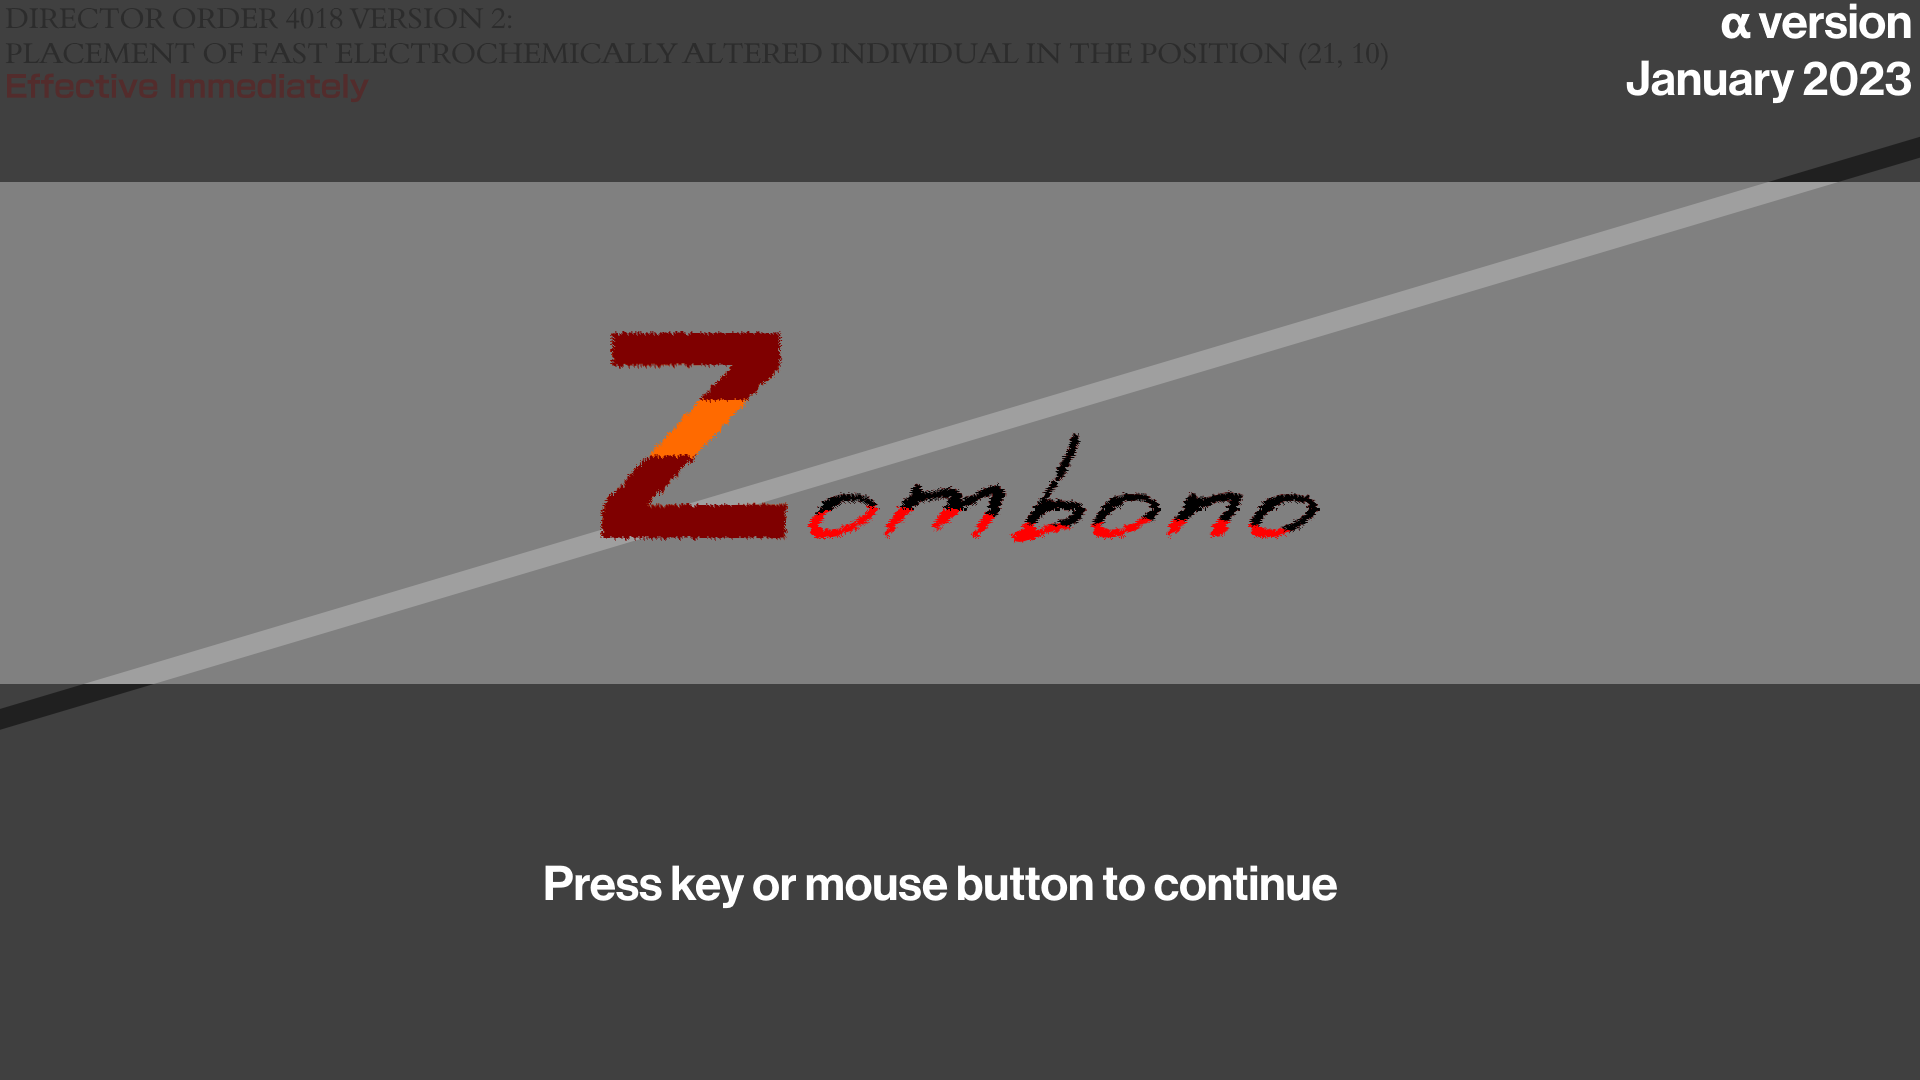 DIRECTOR ORDER 4018 VERSION 2:
PLACEMENT OF FAST ELECTROCHEMICALLY ALTERED INDIVIDUAL IN THE POSITION (21, 10)
Effective Immediately
α version
January 2023
Zombono
Press key or mouse button to continue